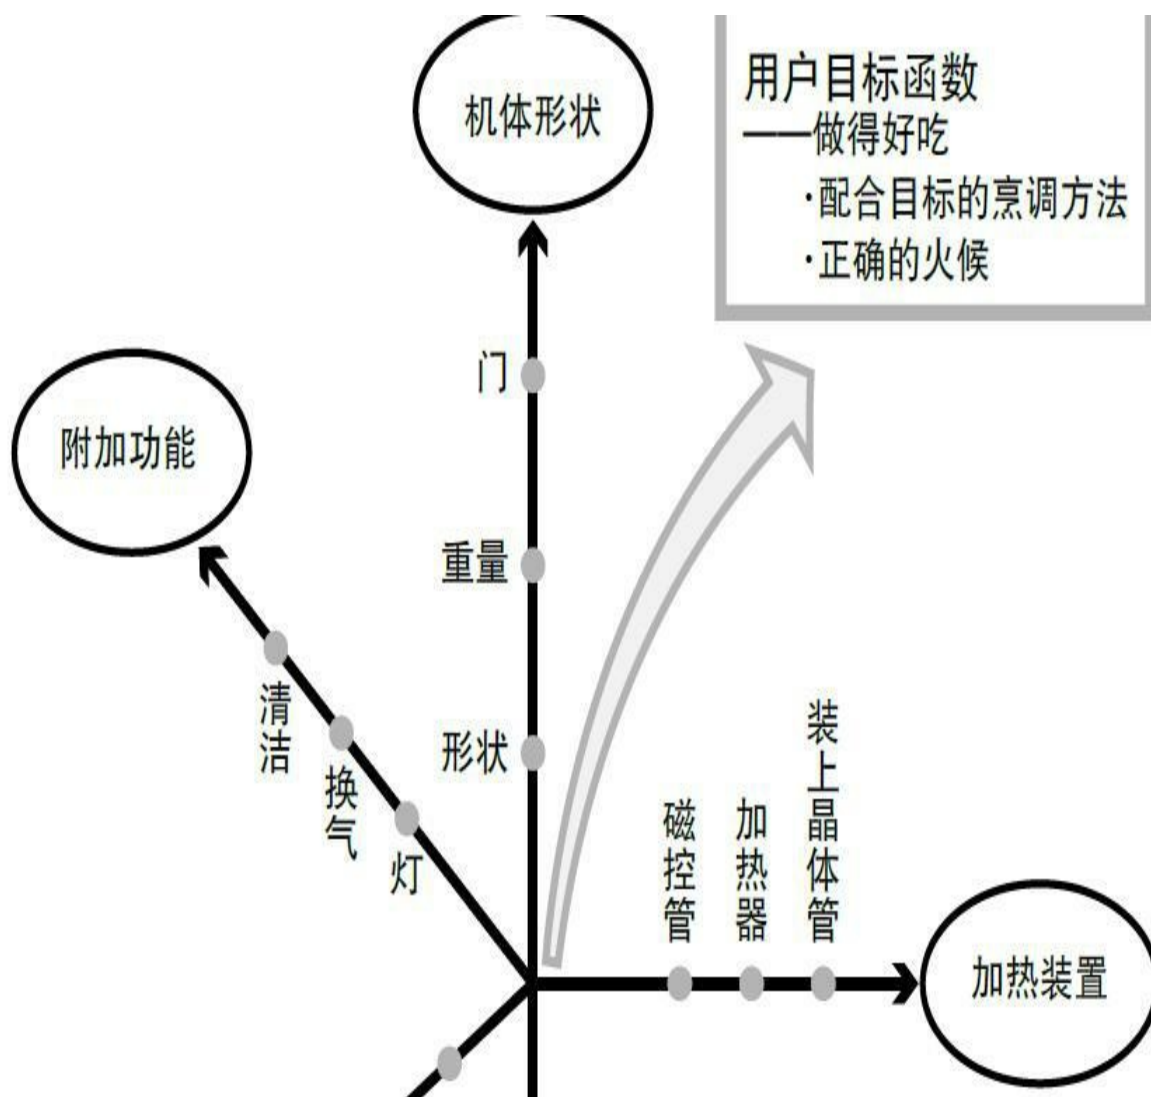 机体形状
用户目标函数
——做得好吃
·配合目标的烹调方法
·正确的火候
门
附加功能
重量
清洁
换气
灯
形状
磁控管
加热器
装上晶体管
加热装置